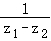 1
z₁ - z₂